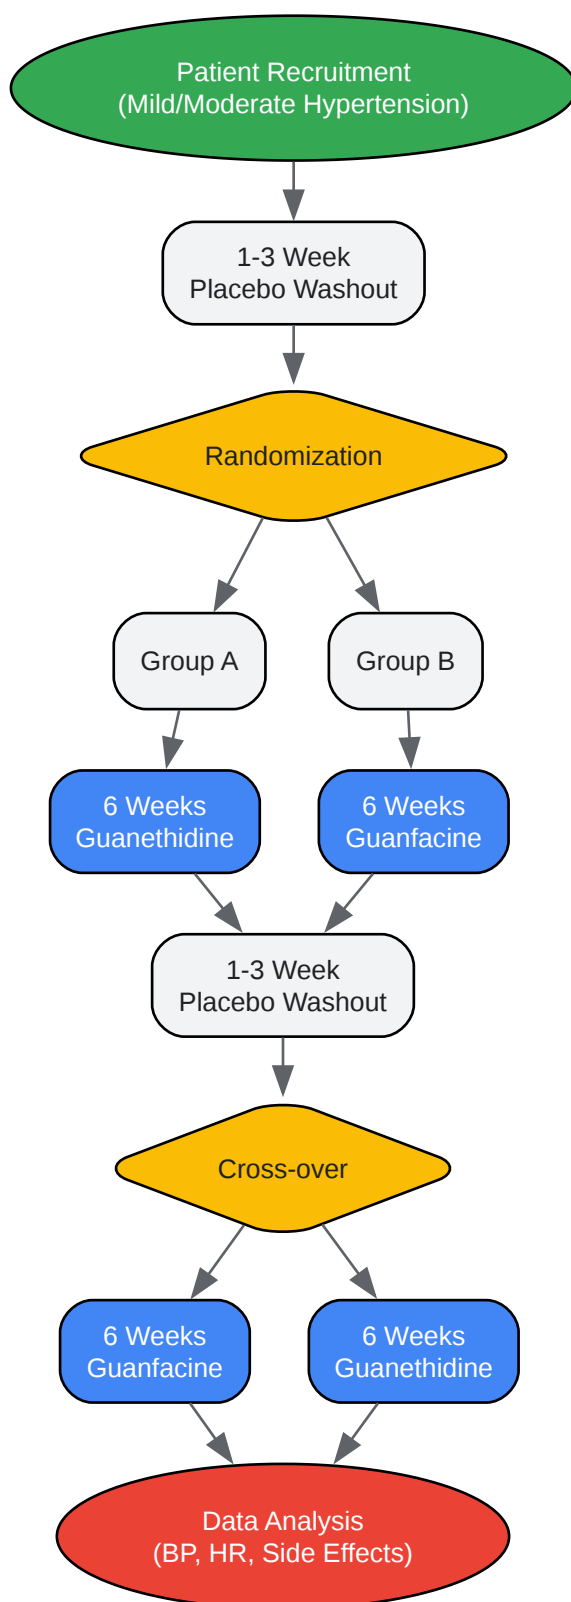 Patient Recruitment
(Mild/Moderate Hypertension)
1-3 Week
Placebo Washout
Randomization
Group A
Group B
6 Weeks
Guanethidine
6 Weeks
Guanfacine
1-3 Week
Placebo Washout
Cross-over
6 Weeks
Guanfacine
6 Weeks
Guanethidine
Data Analysis
(BP, HR, Side Effects)